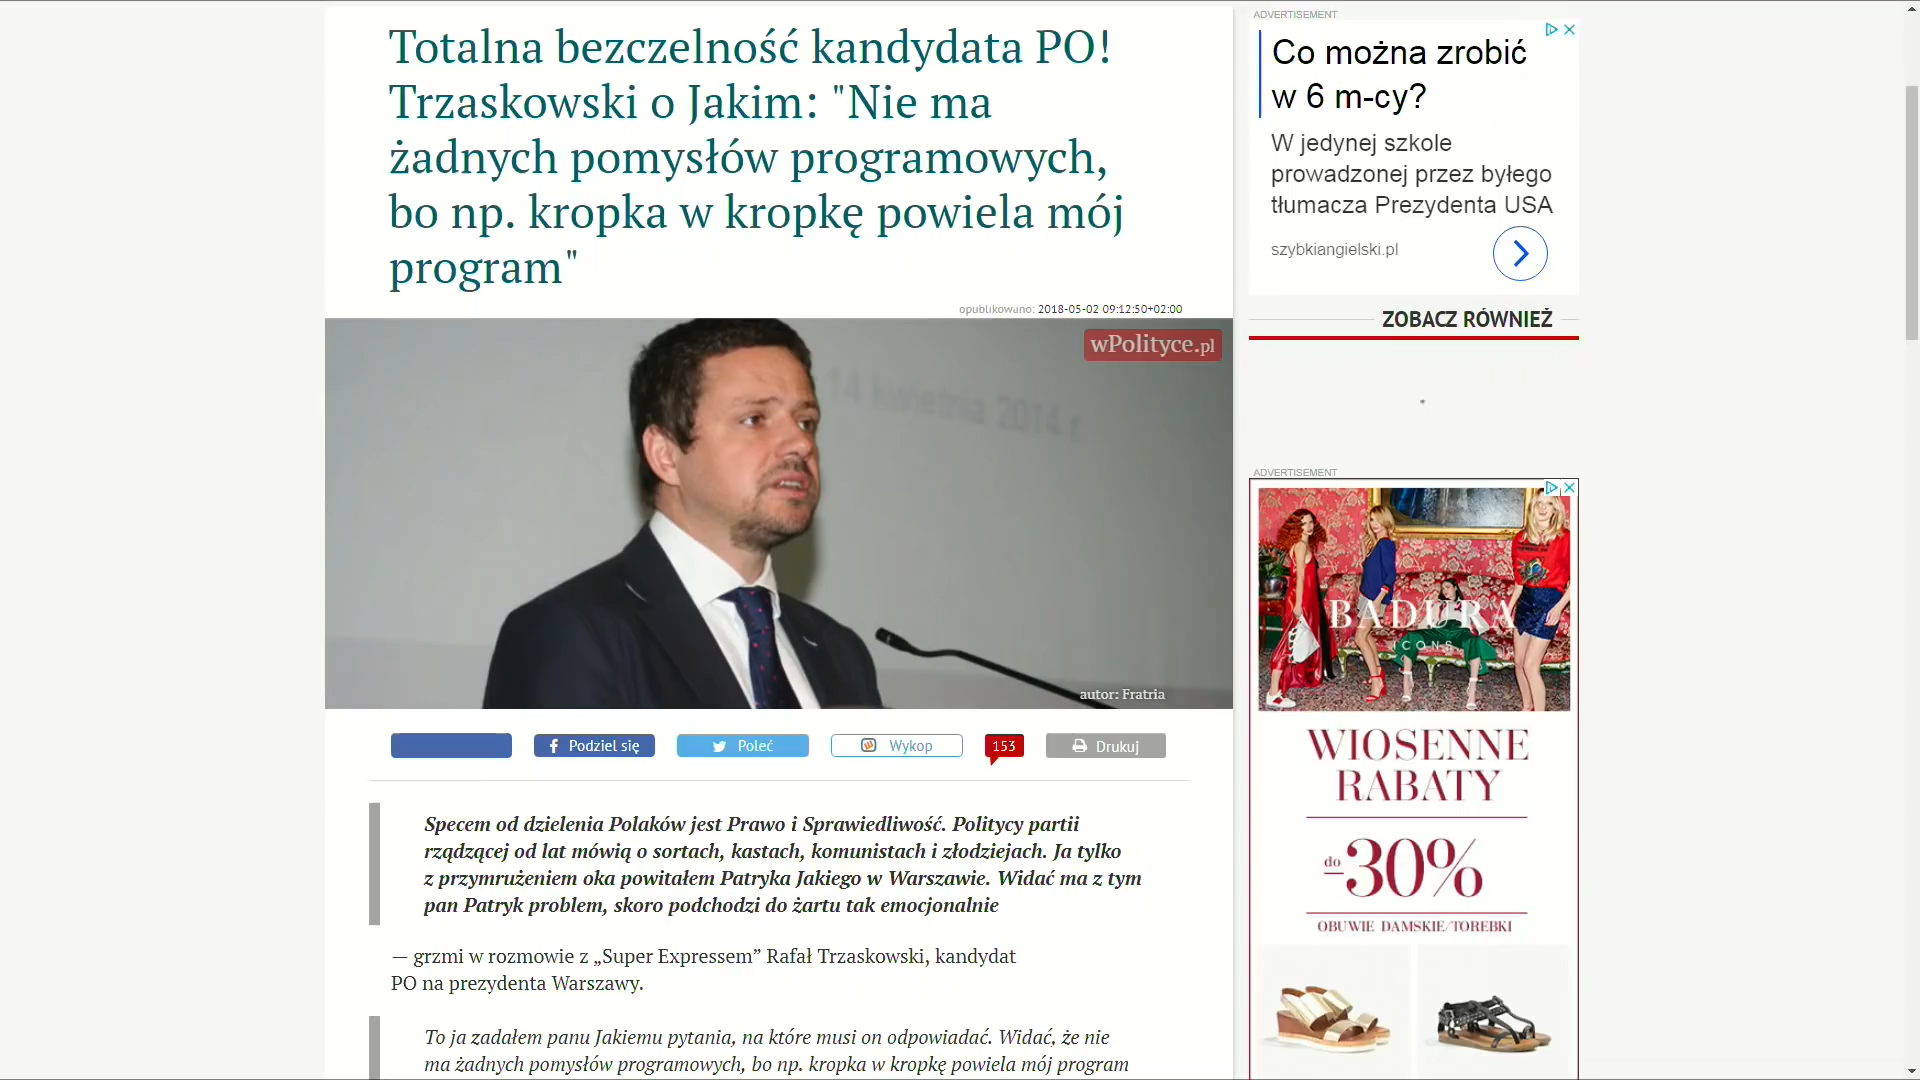 Totalna bezczelność kandydata PO!
Trzaskowski o Jakim: "Nie ma
żadnych pomysłów programowych,
bo np. kropka w kropkę powiela mój
program"
opublikowano: 2018-05-02 09:12:50+02:00
wPolityce.pl
14 kwietnia 2014 r.
autor: Fratria
Podziel się
Poleć
Wykop
153
Drukuj
Specem od dzielenia Polaków jest Prawo i Sprawiedliwość. Politycy partii
rządzącej od lat mówią o sortach, kastach, komunistach i złodziejach. Ja tylko
z przymrużeniem oka powitałem Patryka Jakiego w Warszawie. Widać ma z tym
pan Patryk problem, skoro podchodzi do żartu tak emocjonalnie
— grzmi w rozmowie z „Super Expressem” Rafał Trzaskowski, kandydat
PO na prezydenta Warszawy.
To ja zadałem panu Jakiemu pytania, na które musi on odpowiadać. Widać, że nie
ma żadnych pomysłów programowych, bo np. kropka w kropkę powiela mój program
ADVERTISEMENT
Co można zrobić
w 6 m-cy?
W jedynej szkole
prowadzonej przez byłego
tłumacza Prezydenta USA
szybkiangielski.pl
ZOBACZ RÓWNIEŻ
ADVERTISEMENT
BADURA
ICONS
WIOSENNE
RABATY
do -30%
OBUWIE DAMSKIE/TOREBKI